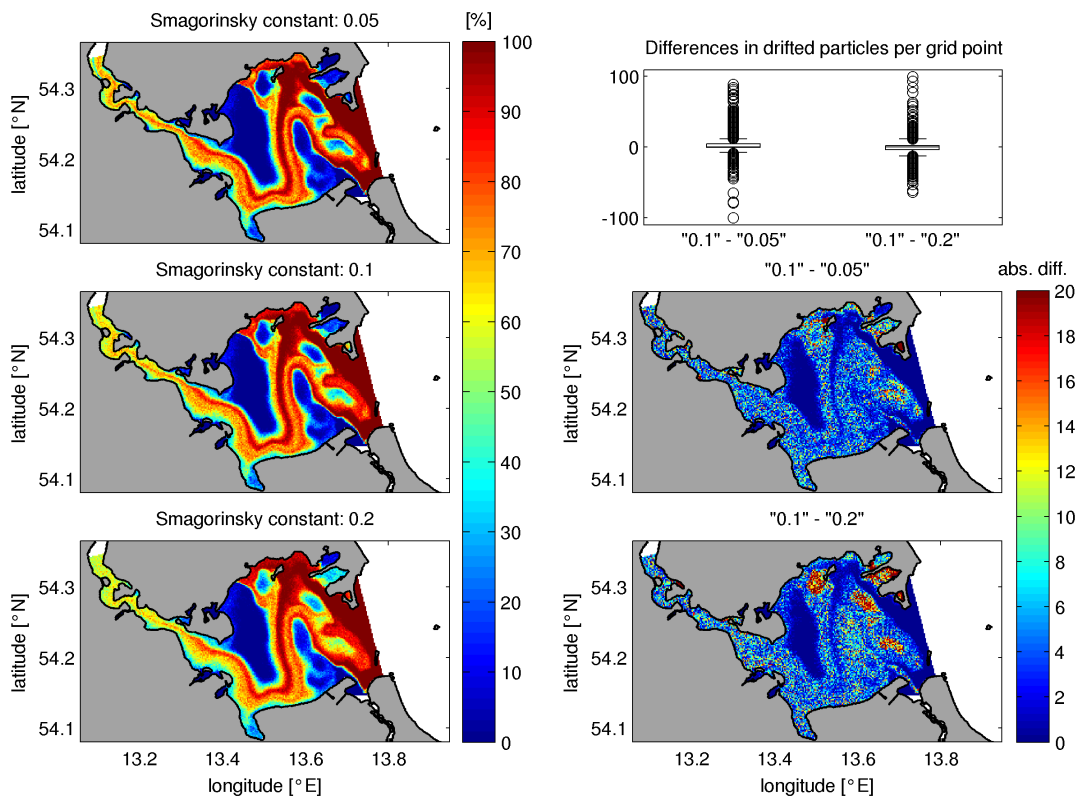 Smagorinsky constant: 0.05
[%]
latitude [°N]
54.3
54.2
54.1
Smagorinsky constant: 0.1
latitude [°N]
54.3
54.2
54.1
Smagorinsky constant: 0.2
latitude [°N]
54.3
54.2
54.1
13.2 13.4 13.6 13.8
longitude [°E]
100
90
80
70
60
50
40
30
20
10
0
Differences in drifted particles per grid point
100
0
-100
"0.1" - "0.05" "0.1" - "0.2"
"0.1" - "0.05"
abs. diff.
latitude [°N]
54.3
54.2
54.1
"0.1" - "0.2"
latitude [°N]
54.3
54.2
54.1
13.2 13.4 13.6 13.8
longitude [°E]
20
18
16
14
12
10
8
6
4
2
0